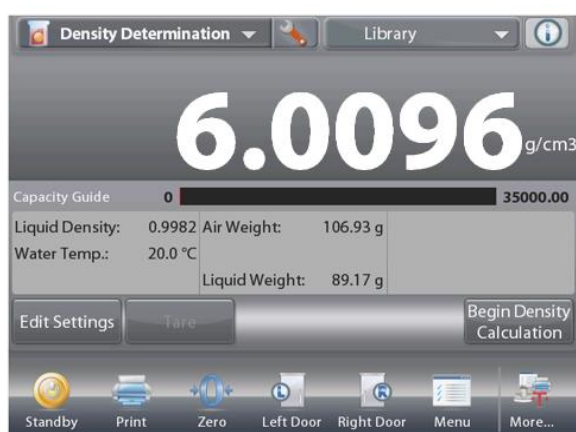 Density Determination Library
6.0096 g/cm3
Capacity Guide 0 35000.00
Liquid Density: 0.9982 Air Weight: 106.93 g
Water Temp.: 20.0 °C
Liquid Weight: 89.17 g
Edit Settings Tare Begin Density
Calculation
Standby Print Zero Left Door Right Door Menu More...